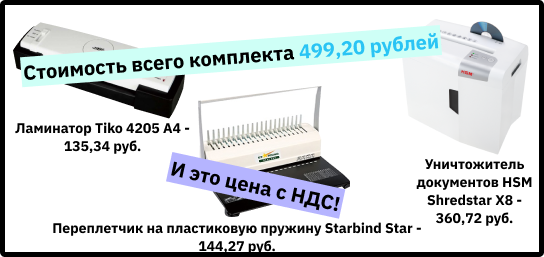 Стоимость всего комплекта 499,20 рублей
HSM
Ламинатор Tiko 4205 A4 -
135,34 руб.
И это цена с НДС!
Уничтожитель
документов HSM
Shredstar X8 -
360,72 руб.
Переплетчик на пластиковую пружину Starbind Star -
144,27 руб.